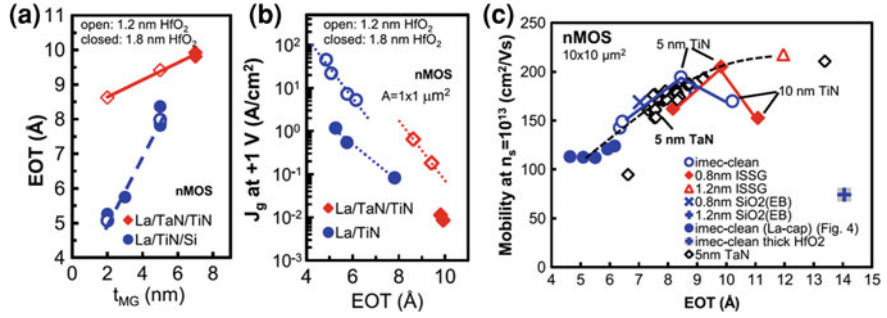 (a)
open: 1.2 nm HfO2
closed: 1.8 nm HfO2
11
10
9
8
7
6
5
4
EOT (Å)
nMOS
La/TaN/TiN
La/TiN/Si
0 2 4 6 8
tMG (nm)
(b)
open: 1.2 nm HfO2
closed: 1.8 nm HfO2
10²
10¹
10⁰
10⁻¹
10⁻²
10⁻³
Jg at +1 V (A/cm²)
nMOS
A=1x1 µm²
La/TaN/TiN
La/TiN
4 5 6 7 8 9 10
EOT (Å)
(c)
250
200
150
100
50
0
Mobility at ns=10¹³ (cm²/Vs)
nMOS
10x10 µm²
5 nm TiN
10 nm TiN
5 nm TaN
imec-clean
0.8nm ISSG
1.2nm ISSG
0.8nm SiO2(EB)
1.2nm SiO2(EB)
imec-clean (La-cap) (Fig. 4)
imec-clean thick HfO2
5nm TaN
4 5 6 7 8 9 10 11 12 13 14 15
EOT (Å)